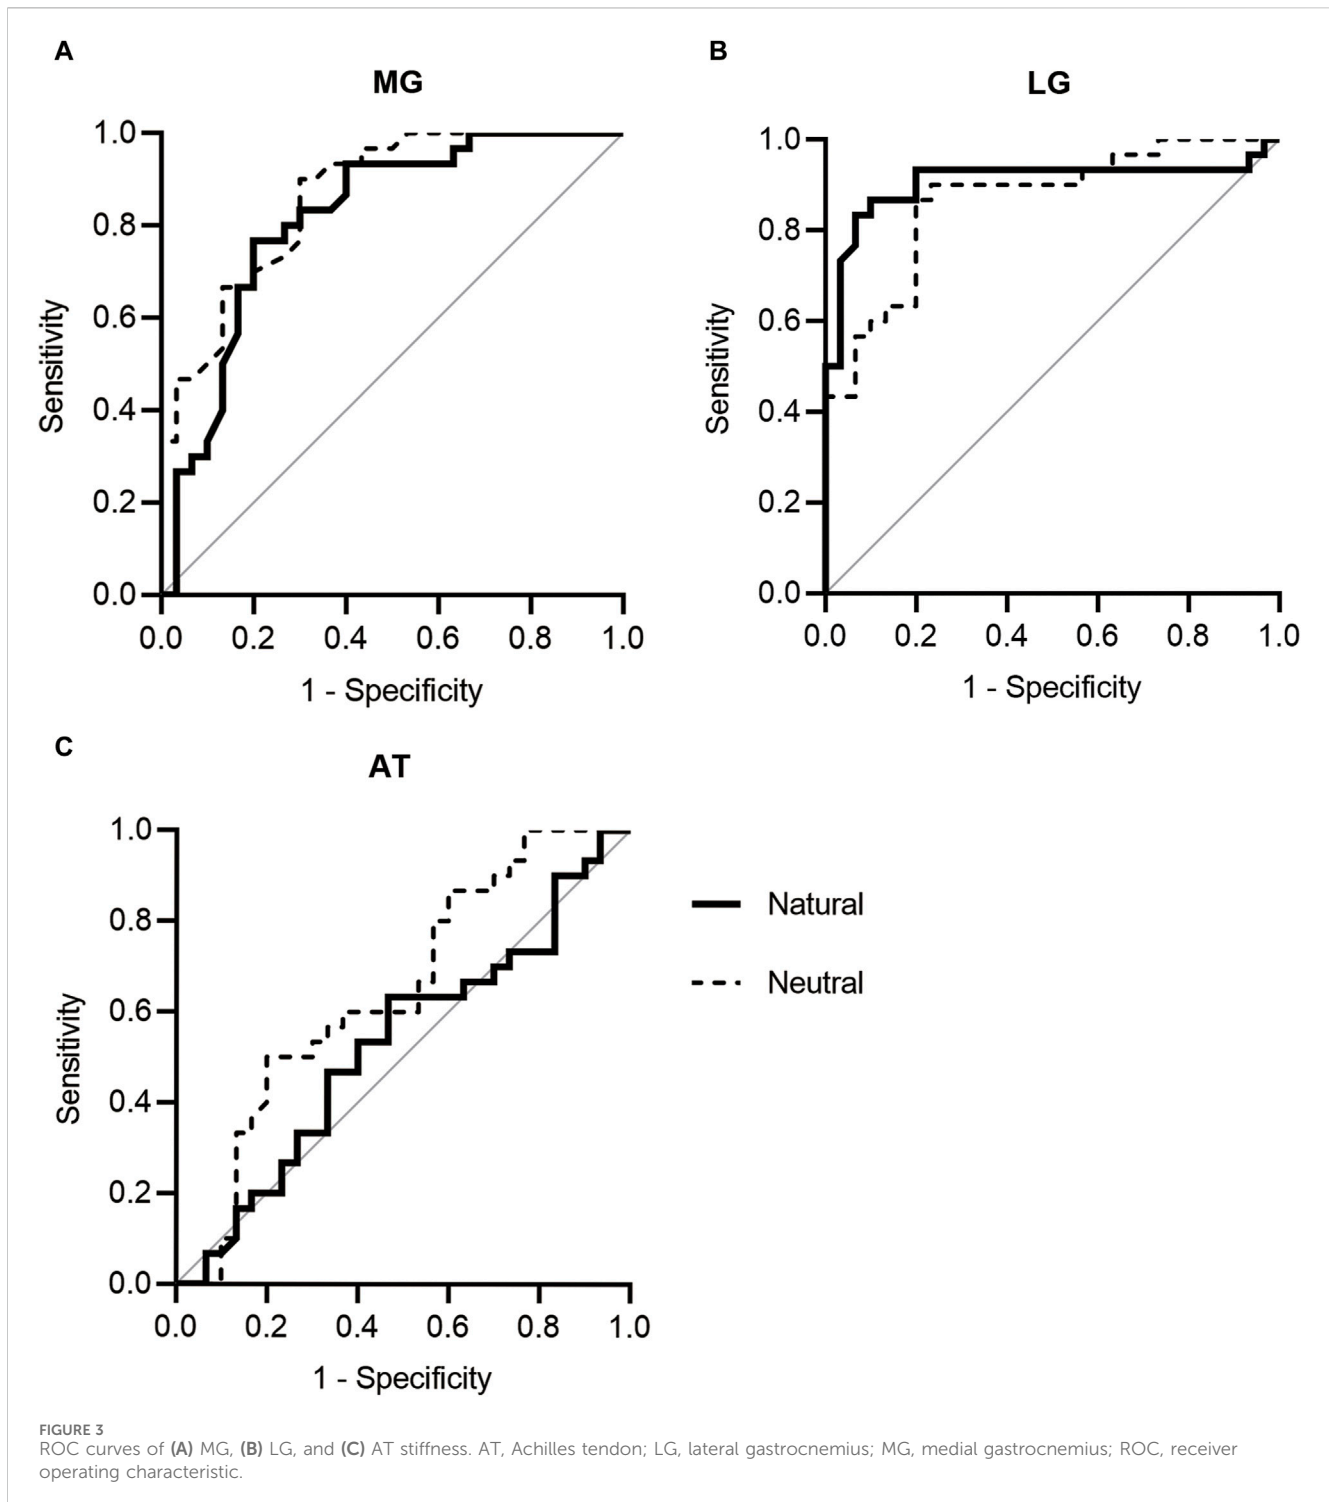 A
MG
1.0
0.8
0.6
0.4
0.2
0.0
Sensitivity
0.0 0.2 0.4 0.6 0.8 1.0
1 - Specificity
B
LG
1.0
0.8
0.6
0.4
0.2
0.0
Sensitivity
0.0 0.2 0.4 0.6 0.8 1.0
1 - Specificity
C
AT
1.0
0.8
0.6
0.4
0.2
0.0
Sensitivity
0.0 0.2 0.4 0.6 0.8 1.0
1 - Specificity
Natural
Neutral
FIGURE 3
ROC curves of (A) MG, (B) LG, and (C) AT stiffness. AT, Achilles tendon; LG, lateral gastrocnemius; MG, medial gastrocnemius; ROC, receiver
operating characteristic.